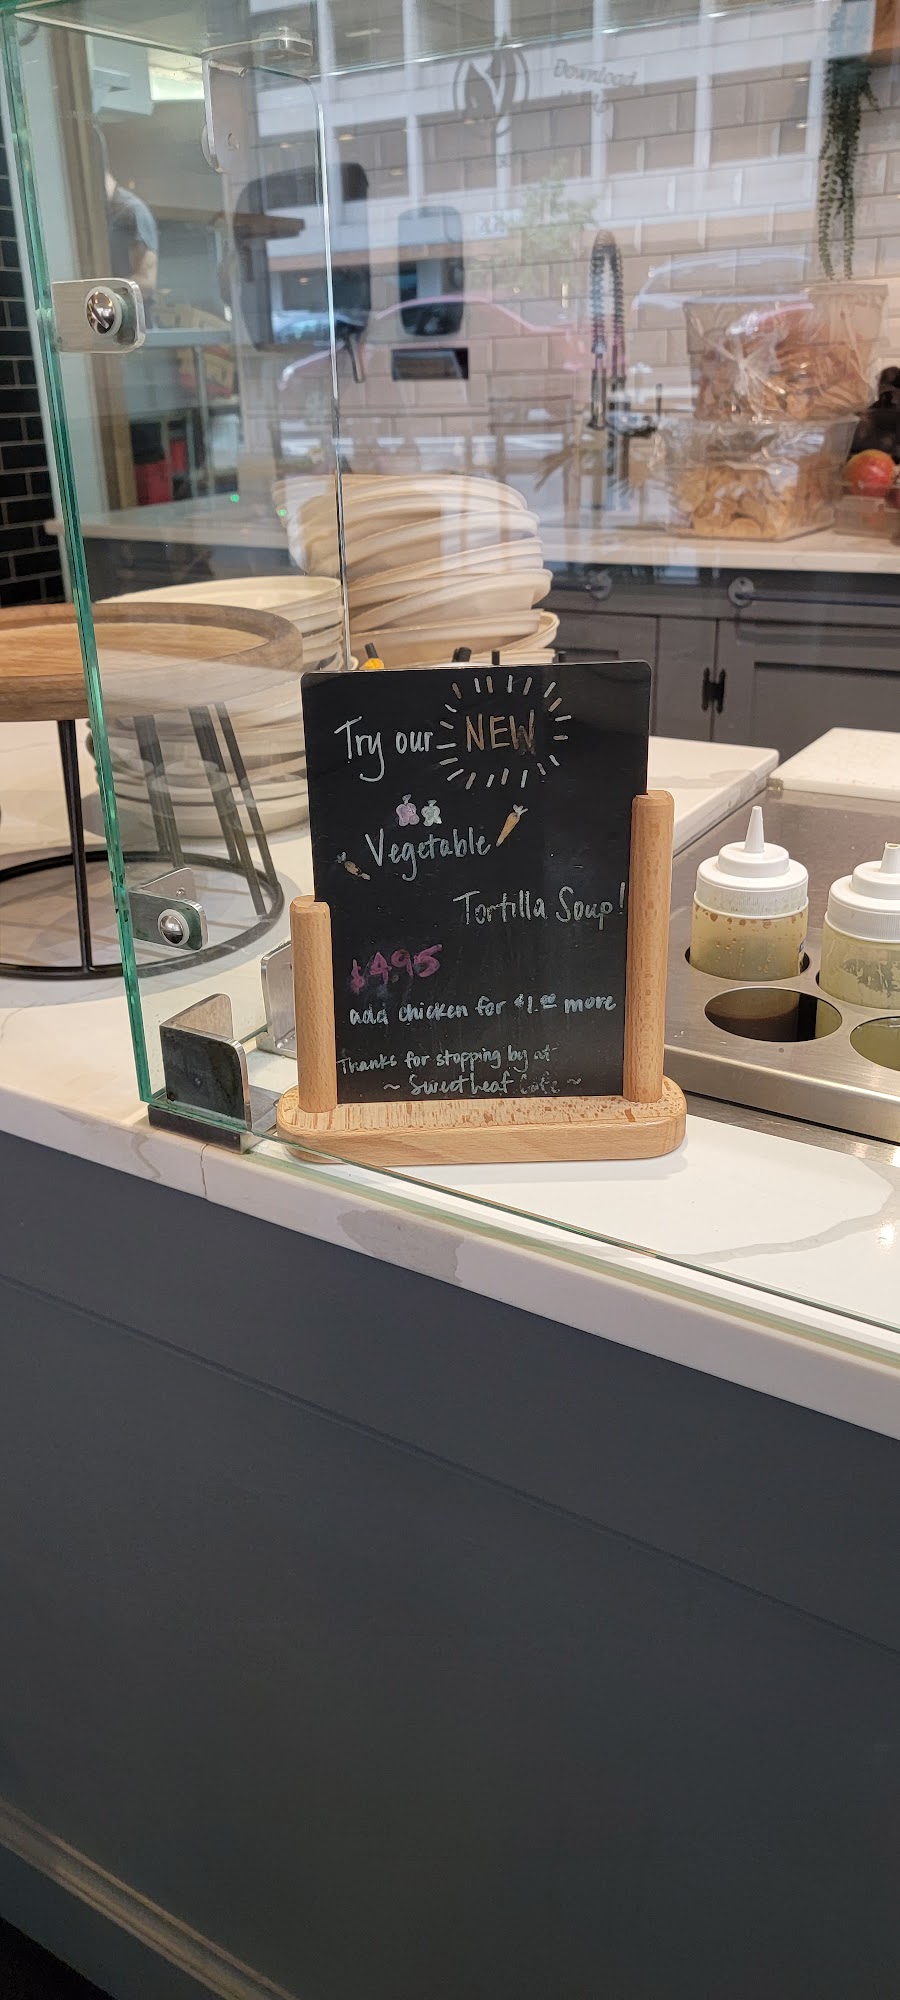 Download
Try our NEW
Vegetable
Tortilla Soup!
$4.95
add chicken for $1.00 more
Thanks for stopping by at
~ Sweet Leaf Cafe ~